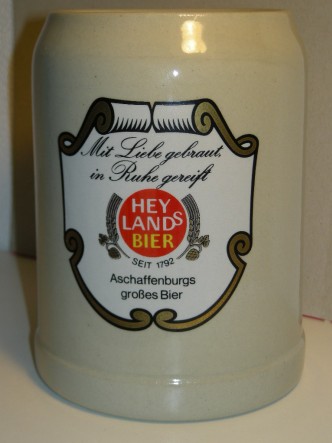 Mit Liebe gebraut,
in Ruhe gereift
HEY
LANDS
BIER
SEIT 1792
Aschaffenburgs
großes Bier